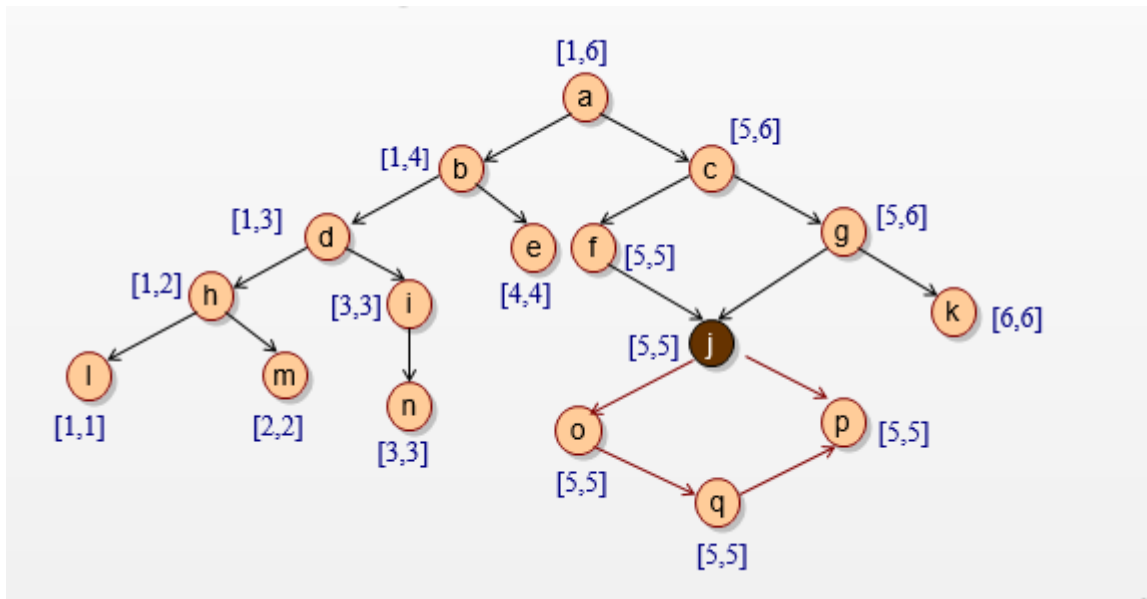 [1,6]
a
[1,4] b
c [5,6]
[1,3] d
e
[4,4]
f [5,5]
g [5,6]
[1,2] h
[3,3] i
[5,5] j
k [6,6]
l
[1,1]
m
[2,2]
n
[3,3]
o
[5,5]
p [5,5]
q
[5,5]